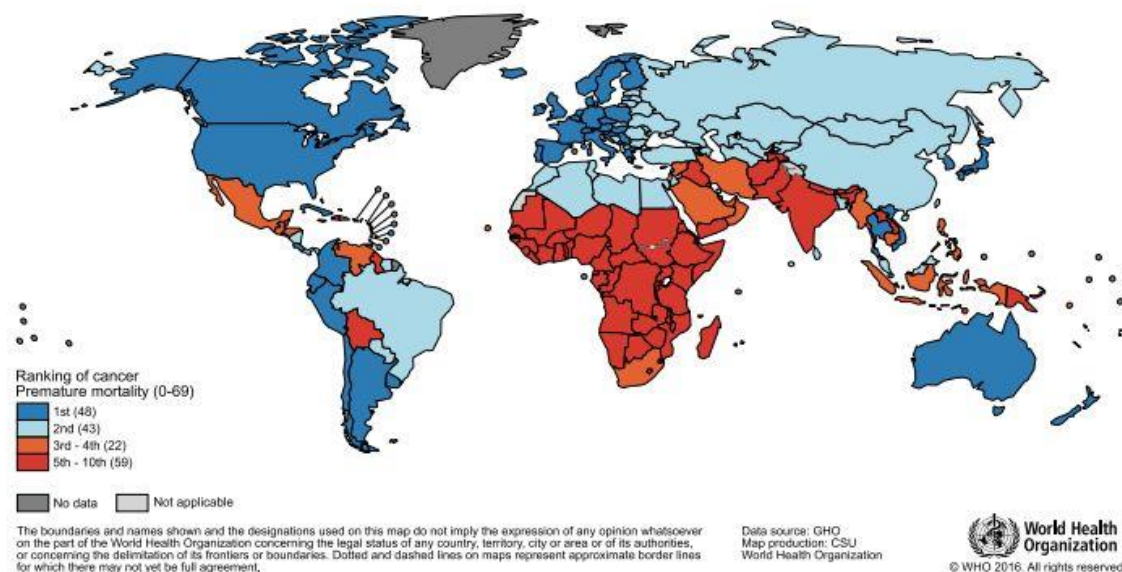 Ranking of cancer
Premature mortality (0-69)
1st (48)
2nd (43)
3rd - 4th (22)
5th - 10th (59)
No data
Not applicable
The boundaries and names shown and the designations used on this map do not imply the expression of any opinion whatsoever
on the part of the World Health Organization concerning the legal status of any country, territory, city or area or of its authorities,
or concerning the delimitation of its frontiers or boundaries. Dotted and dashed lines on maps represent approximate border lines
for which there may not yet be full agreement.
Data source: GHO
Map production: CSU
World Health Organization
World Health
Organization
© WHO 2016. All rights reserved